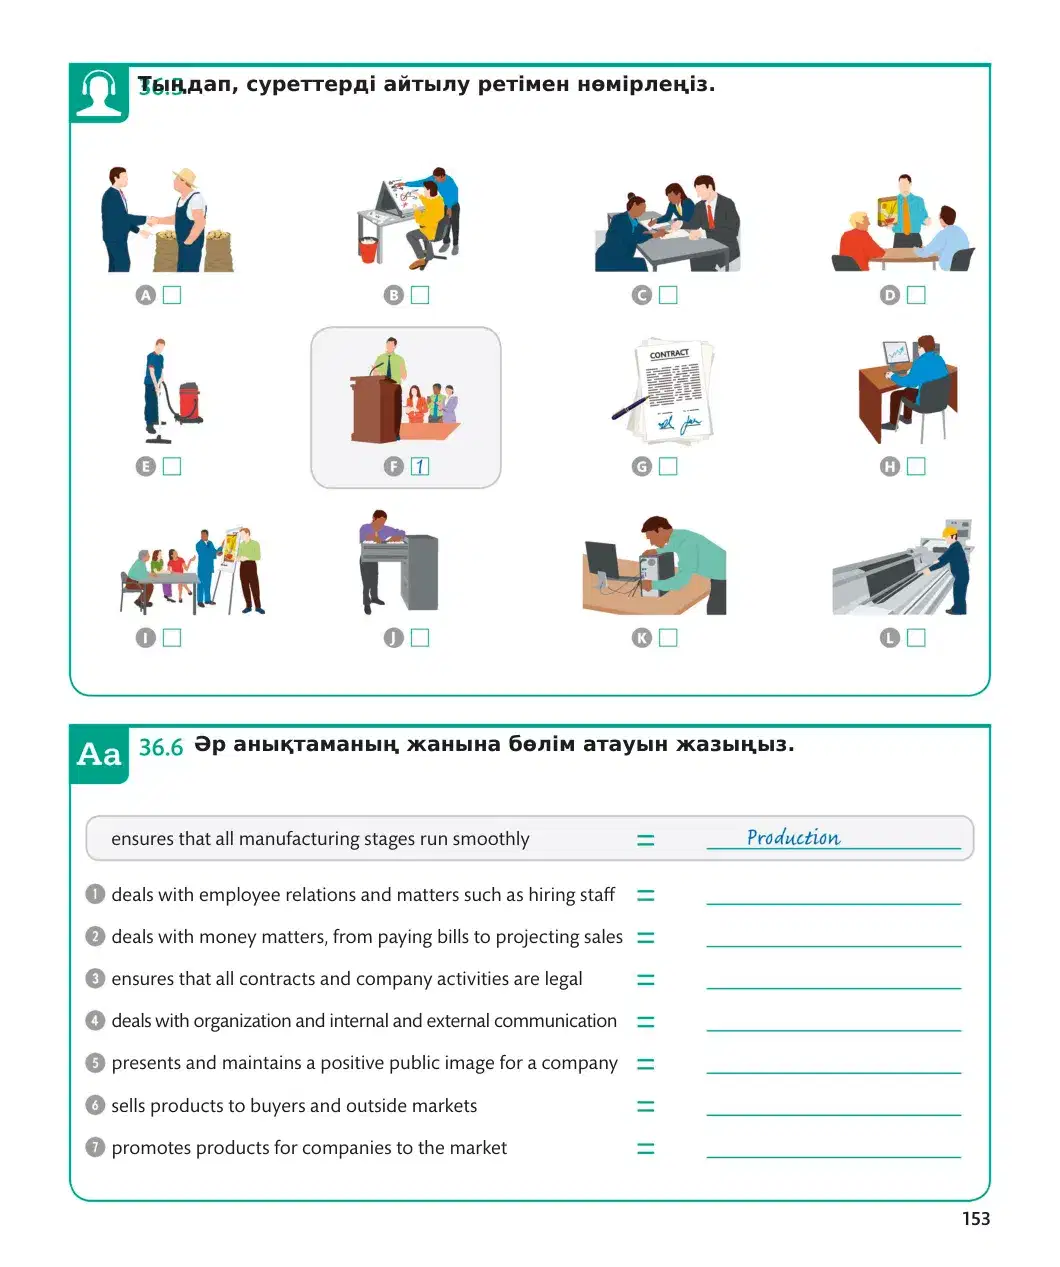 36.5 Тыңдап, суреттерді айтылу ретімен нөмірлеңіз.
A B C D
CONTRACT
E F 1 G H
I J K L
Aa 36.6 Әр анықтаманың жанына бөлім атауын жазыңыз.
ensures that all manufacturing stages run smoothly = Production
1 deals with employee relations and matters such as hiring staff =
2 deals with money matters, from paying bills to projecting sales =
3 ensures that all contracts and company activities are legal =
4 deals with organization and internal and external communication =
5 presents and maintains a positive public image for a company =
6 sells products to buyers and outside markets =
7 promotes products for companies to the market =
153